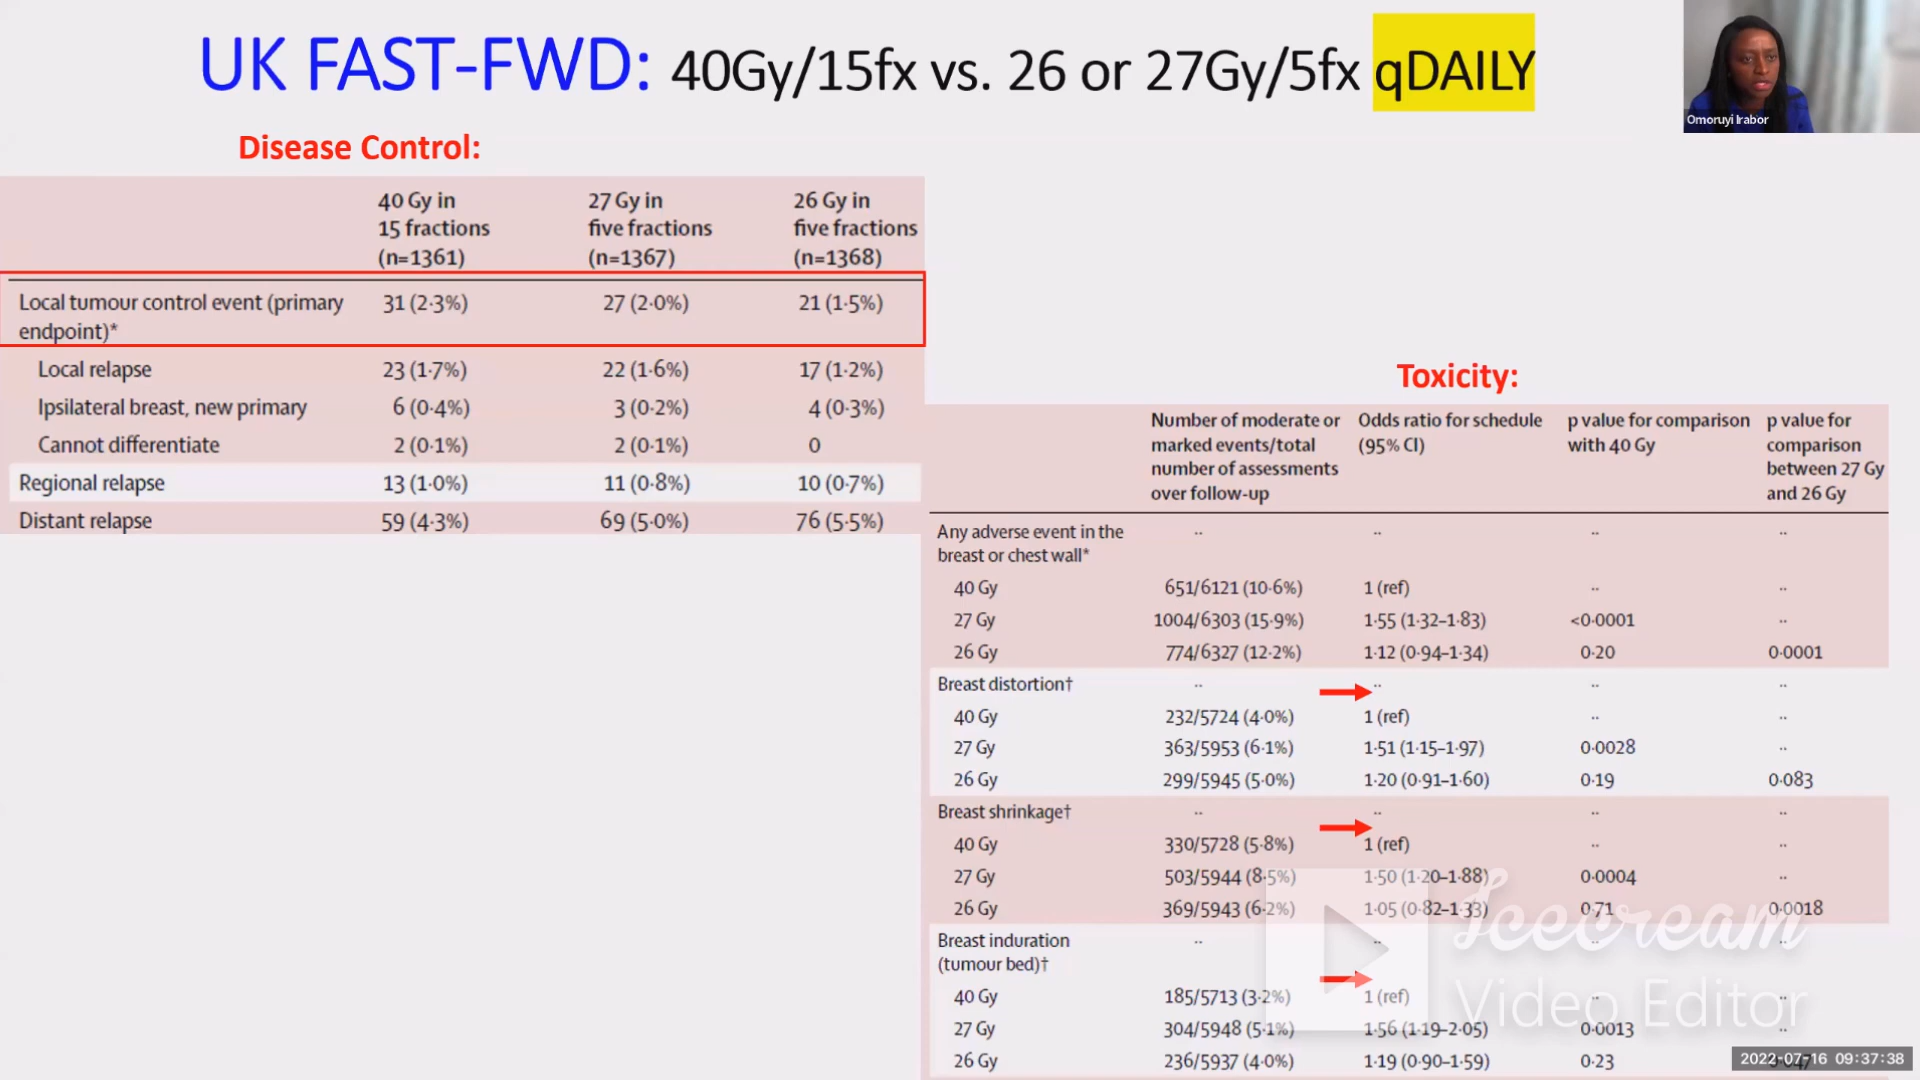 UK FAST-FWD: 40Gy/15fx vs. 26 or 27Gy/5fx qDAILY
Omoruyi Irabor
Disease Control:
40 Gy in 15 fractions (n=1361) 27 Gy in five fractions (n=1367) 26 Gy in five fractions (n=1368)
Local tumour control event (primary endpoint)* 31 (2·3%) 27 (2·0%) 21 (1·5%)
Local relapse 23 (1·7%) 22 (1·6%) 17 (1·2%)
Ipsilateral breast, new primary 6 (0·4%) 3 (0·2%) 4 (0·3%)
Cannot differentiate 2 (0·1%) 2 (0·1%) 0
Regional relapse 13 (1·0%) 11 (0·8%) 10 (0·7%)
Distant relapse 59 (4·3%) 69 (5·0%) 76 (5·5%)
Toxicity:
Number of moderate or marked events/total number of assessments over follow-up Odds ratio for schedule (95% CI) p value for comparison with 40 Gy p value for comparison between 27 Gy and 26 Gy
Any adverse event in the breast or chest wall* ·· ·· ·· ··
40 Gy 651/6121 (10·6%) 1 (ref) ·· ··
27 Gy 1004/6303 (15·9%) 1·55 (1·32–1·83) <0·0001 ··
26 Gy 774/6327 (12·2%) 1·12 (0·94–1·34) 0·20 0·0001
Breast distortion† ·· ·· ·· ··
40 Gy 232/5724 (4·0%) 1 (ref) ·· ··
27 Gy 363/5953 (6·1%) 1·51 (1·15–1·97) 0·0028 ··
26 Gy 299/5945 (5·0%) 1·20 (0·91–1·60) 0·19 0·083
Breast shrinkage† ·· ·· ·· ··
40 Gy 330/5728 (5·8%) 1 (ref) ·· ··
27 Gy 503/5944 (8·5%) 1·50 (1·20–1·88) 0·0004 ··
26 Gy 369/5943 (6·2%) 1·05 (0·82–1·33) 0·71 0·0018
Breast induration (tumour bed)† ·· ·· ·· ··
40 Gy 185/5713 (3·2%) 1 (ref) ·· ··
27 Gy 304/5948 (5·1%) 1·56 (1·19–2·05) 0·0013 ··
26 Gy 236/5937 (4·0%) 1·19 (0·90–1·59) 0·23
Icecream
Video Editor
2022-07-16 09:37:38